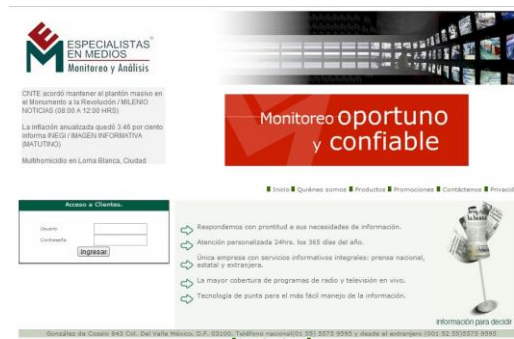 ESPECIALISTAS
EN MEDIOS
Monitoreo y Análisis
CNTE acordó mantener el plantón masivo en
el Monumento a la Revolución / MILENIO
NOTICIAS (08:00 A 12:00 HRS)
La inflación anualizada quedó 3.46 por ciento
informa INEGI / IMAGEN INFORMATIVA
(MATUTINO)
Multihomicidio en Loma Blanca, Ciudad
Monitoreo oportuno
y confiable
Inicio Quiénes somos Productos Promociones Contáctenos Privacid
Acceso a Clientes.
Usuario
Contraseña
Ingresar
Respondemos con prontitud a sus necesidades de información.
Atención personalizada 24hrs. los 365 días del año.
Única empresa con servicios informativos integrales: prensa nacional,
estatal y extranjera.
La mayor cobertura de programas de radio y televisión en vivo.
Tecnología de punta para el más fácil manejo de la información.
información para decidir
González de Cossío 843 Col. Del Valle México, D.F. 03100. Teléfono nacional(01 55) 5575 9595 y desde el extranjero (001 52 55)5575 9595